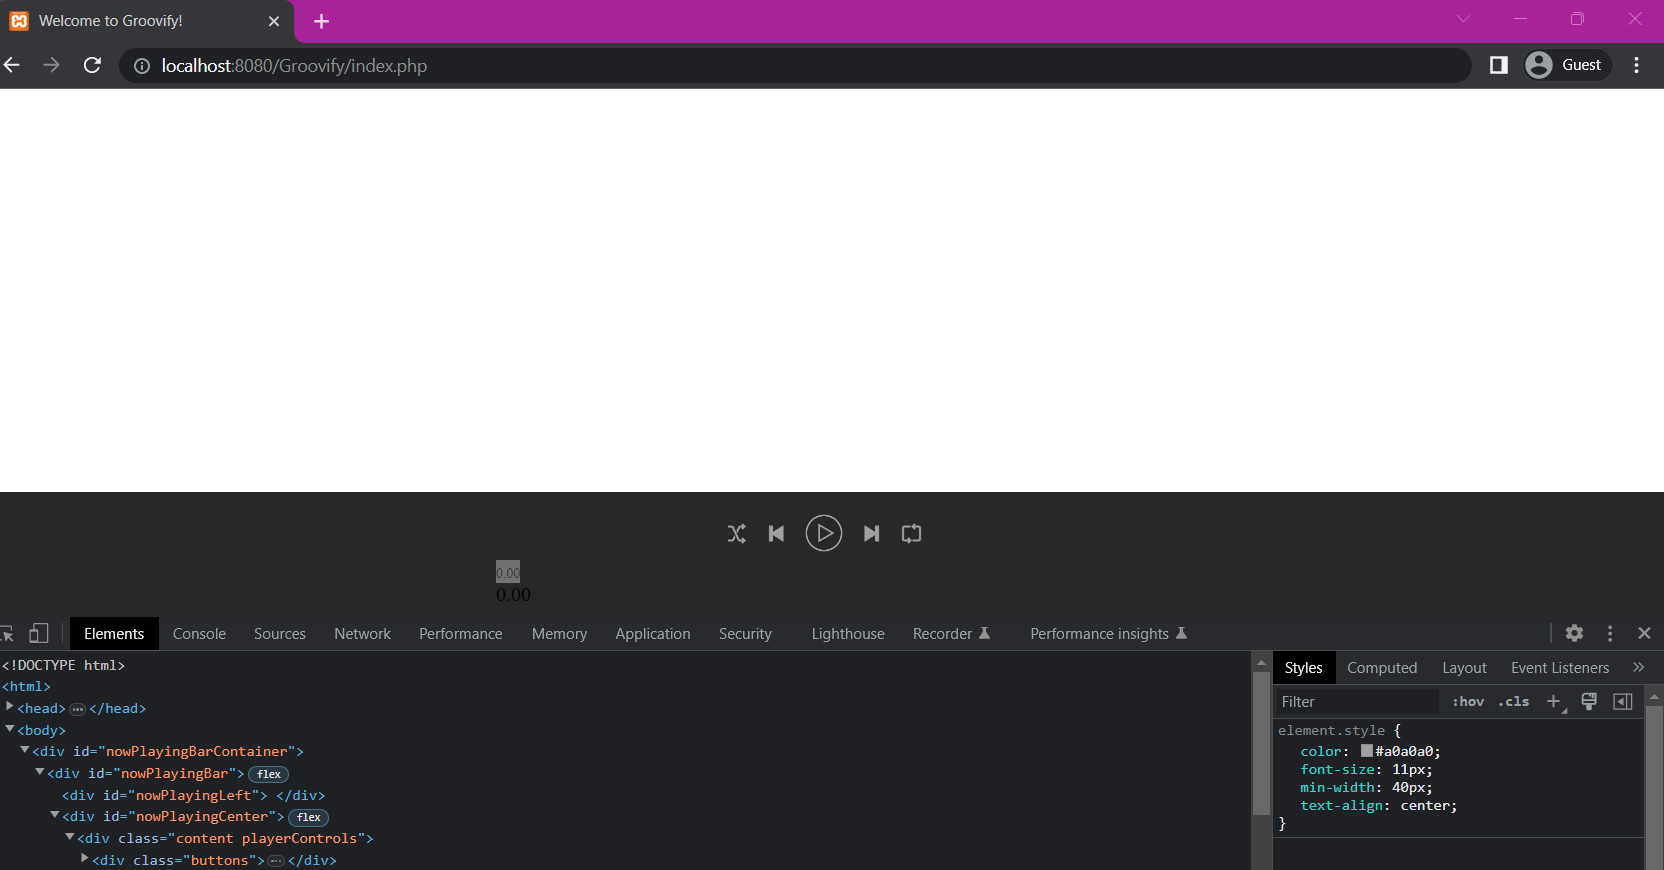 Welcome to Groovify!
localhost:8080/Groovify/index.php
Guest
0.00
0.00
Elements Console Sources Network Performance Memory Application Security Lighthouse Recorder Performance insights
<!DOCTYPE html>
<html>
<head> ... </head>
<body>
<div id="nowPlayingBarContainer">
<div id="nowPlayingBar"> flex
<div id="nowPlayingLeft"> </div>
<div id="nowPlayingCenter"> flex
<div class="content playerControls">
<div class="buttons"> ... </div>
Styles Computed Layout Event Listeners »
Filter :hov .cls +
element.style {
color: #a0a0a0;
font-size: 11px;
min-width: 40px;
text-align: center;
}